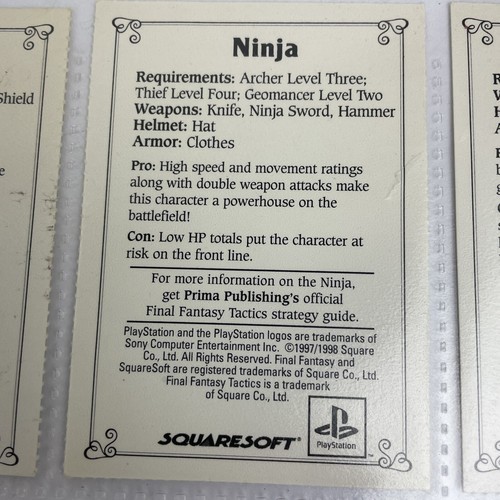 Shield
e
Ninja
Requirements: Archer Level Three;
Thief Level Four; Geomancer Level Two
Weapons: Knife, Ninja Sword, Hammer
Helmet: Hat
Armor: Clothes
Pro: High speed and movement ratings
along with double weapon attacks make
this character a powerhouse on the
battlefield!
Con: Low HP totals put the character at
risk on the front line.
For more information on the Ninja,
get Prima Publishing's official
Final Fantasy Tactics strategy guide.
PlayStation and the PlayStation logos are trademarks of
Sony Computer Entertainment Inc. ©1997/1998 Square
Co., Ltd. All Rights Reserved. Final Fantasy and
SquareSoft are registered trademarks of Square Co., Ltd.
Final Fantasy Tactics is a trademark
of Square Co., Ltd.
SQUARESOFT®
PlayStation